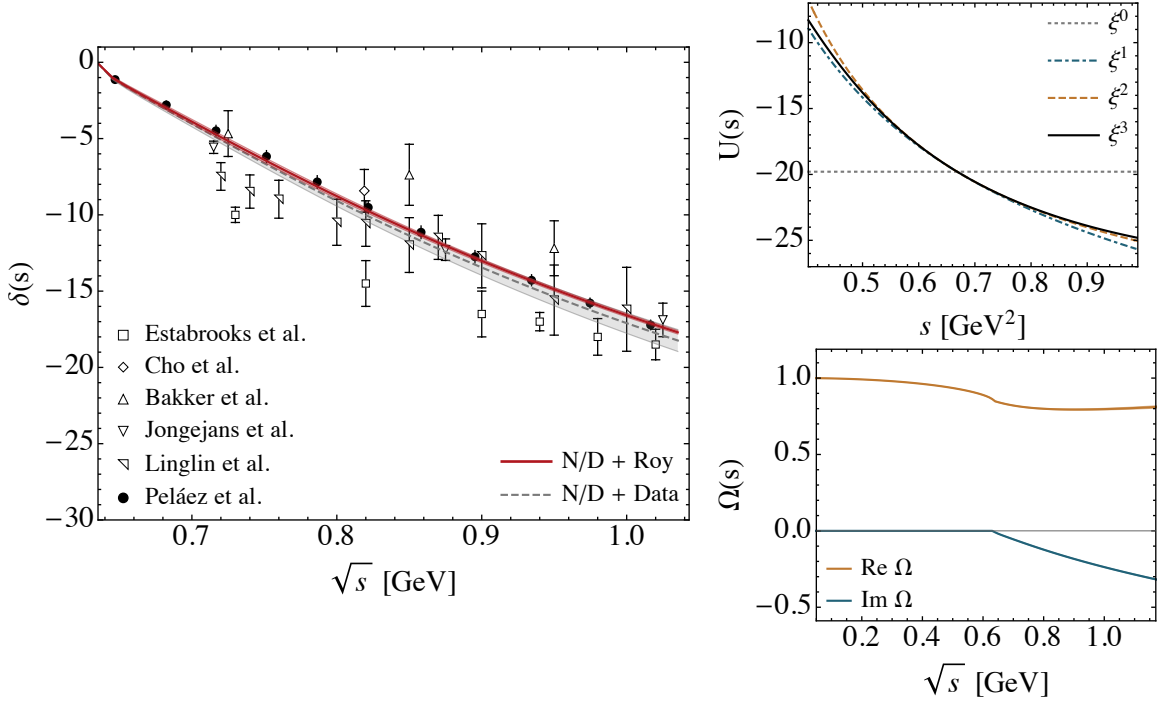 0
−5
−10
−15
−20
−25
−30
δ(s)
Estabrooks et al.
Cho et al.
Bakker et al.
Jongejans et al.
Linglin et al.
Peláez et al.
N/D + Roy
N/D + Data
0.7 0.8 0.9 1.0
√s [GeV]
−10
−15
−20
−25
U(s)
ξ⁰
ξ¹
ξ²
ξ³
0.5 0.6 0.7 0.8 0.9
s [GeV²]
1.0
0.5
0.0
−0.5
Ω(s)
Re Ω
Im Ω
0.2 0.4 0.6 0.8 1.0
√s [GeV]